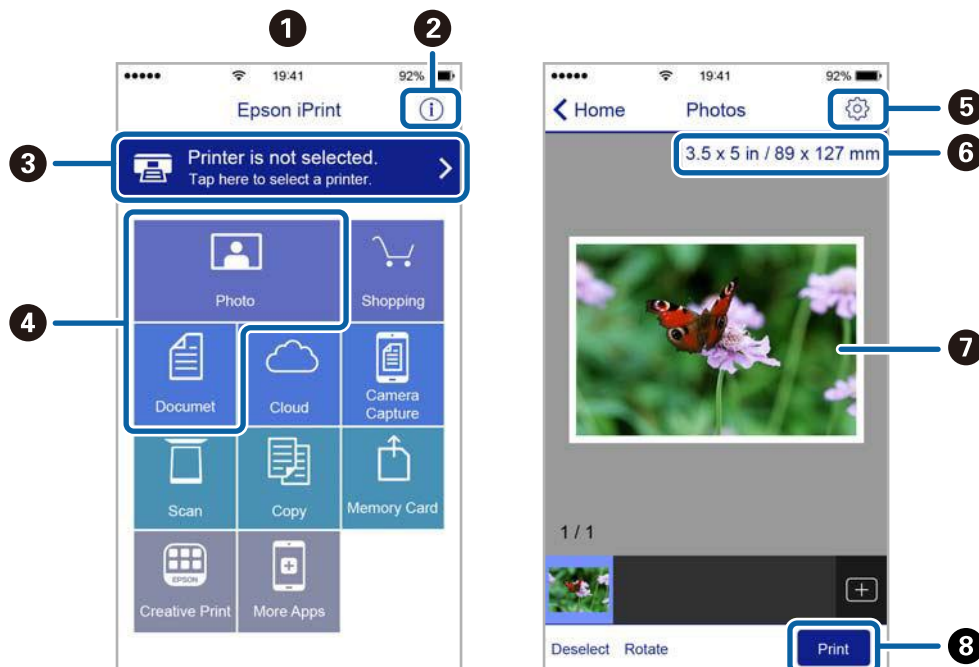 1
2
19:41
92%
Epson iPrint
i
3
Printer is not selected.
Tap here to select a printer.
4
Photo
Shopping
Documet
Cloud
Camera
Capture
Scan
Copy
Memory Card
EPSON
Creative Print
More Apps
19:41
92%
Home
Photos
5
3.5 x 5 in / 89 x 127 mm
6
7
1 / 1
Deselect Rotate
Print
8